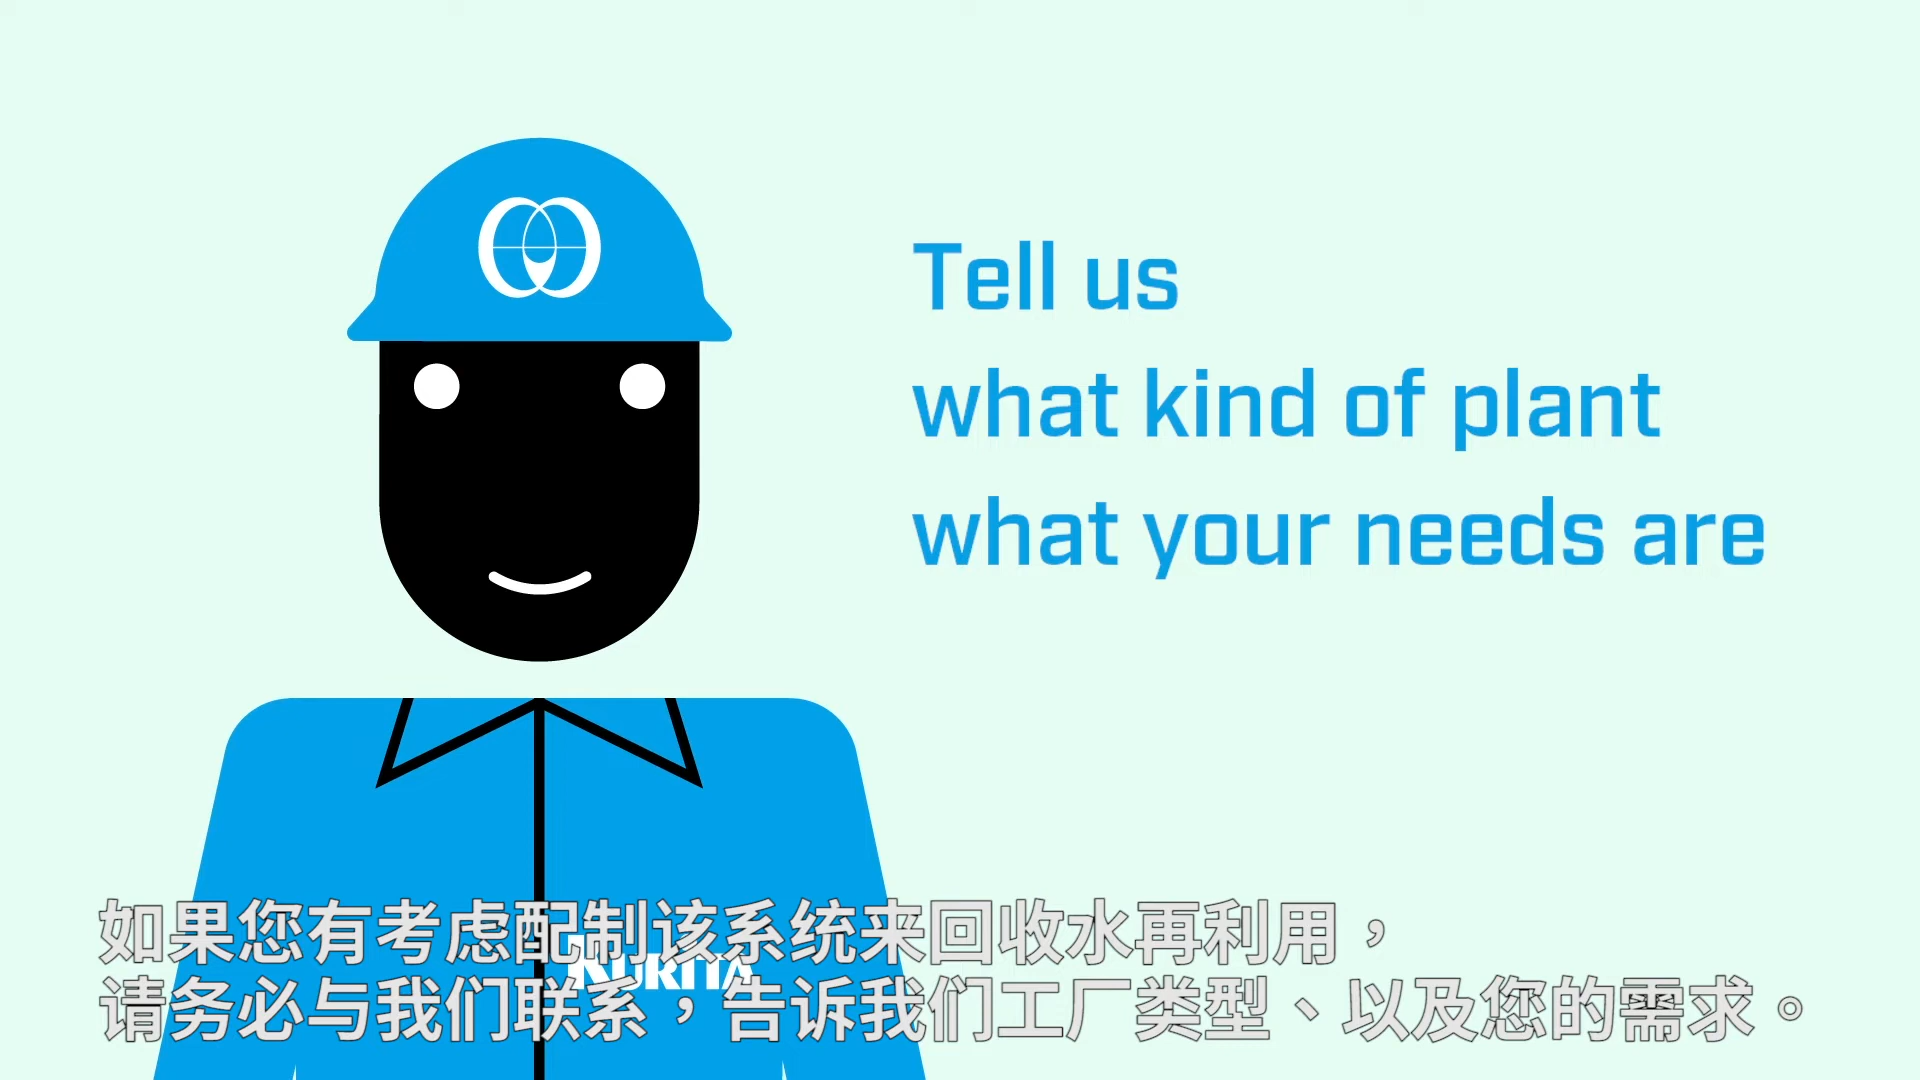 Tell us
what kind of plant
what your needs are
KURITA
如果您有考虑配制该系统来回收水再利用，
请务必与我们联系，告诉我们工厂类型、以及您的需求。